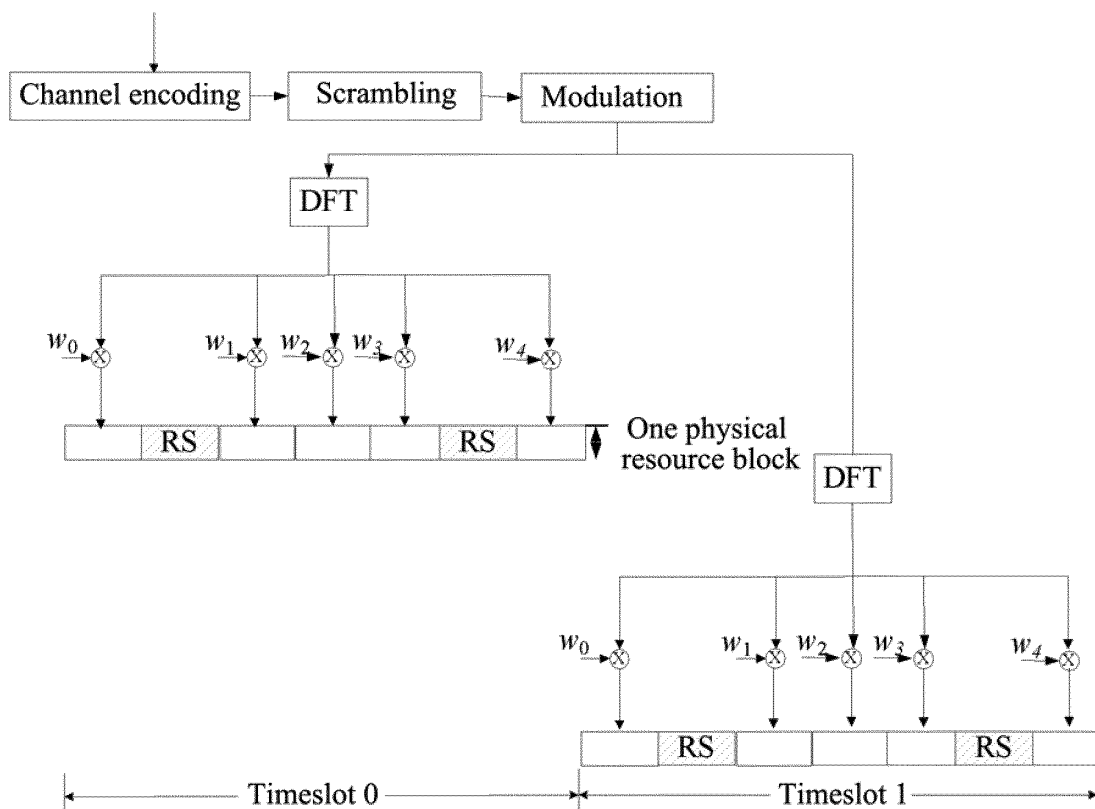 Channel encoding
Scrambling
Modulation
DFT
w0
w1
w2
w3
w4
X
X
X
X
X
RS
RS
One physical
resource block
DFT
w0
w1
w2
w3
w4
X
X
X
X
X
RS
RS
Timeslot 0
Timeslot 1